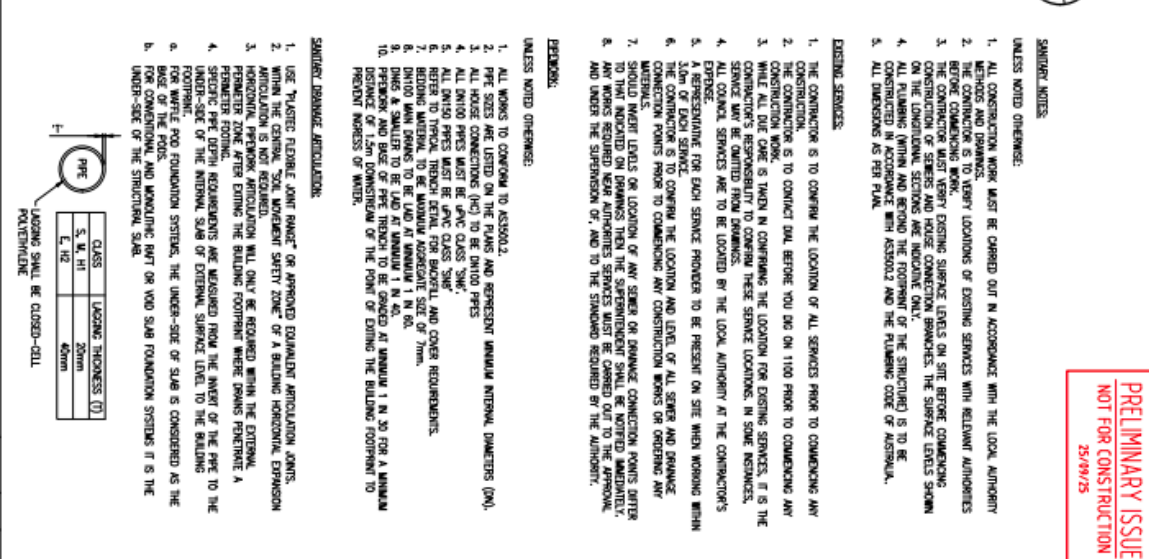 SANITARY NOTES:
UNLESS NOTED OTHERWISE:
1. ALL CONSTRUCTION WORK MUST BE CARRIED OUT IN ACCORDANCE WITH THE LOCAL AUTHORITY
METHODS AND DRAWINGS.
2. THE CONTRACTOR IS TO VERIFY LOCATIONS OF EXISTING SERVICES WITH RELEVANT AUTHORITIES
BEFORE COMMENCING WORK.
3. THE CONTRACTOR MUST VERIFY EXISTING SURFACE LEVELS ON SITE BEFORE COMMENCING
CONSTRUCTION OF SEWERS AND HOUSE CONNECTION BRANCHES. THE SURFACE LEVELS SHOWN
ON THE LONGITUDINAL SECTIONS ARE INDICATIVE ONLY.
4. ALL PLUMBING (WITHIN AND BEYOND THE FOOTPRINT OF THE STRUCTURE) IS TO BE
CONSTRUCTED IN ACCORDANCE WITH AS3500.2 AND THE PLUMBING CODE OF AUSTRALIA.
5. ALL DIMENSIONS AS PER PLAN.
EXISTING SERVICES:
1. THE CONTRACTOR IS TO CONFIRM THE LOCATION OF ALL SERVICES PRIOR TO COMMENCING ANY
CONSTRUCTION.
2. THE CONTRACTOR IS TO CONTACT DIAL BEFORE YOU DIG ON 1100 PRIOR TO COMMENCING ANY
CONSTRUCTION WORK.
3. WHILE ALL DUE CARE IS TAKEN IN CONFIRMING THE LOCATION FOR EXISTING SERVICES, IT IS THE
CONTRACTOR'S RESPONSIBILITY TO CONFIRM THESE SERVICE LOCATIONS. IN SOME INSTANCES,
SERVICE MAY BE OMITTED FROM DRAWINGS.
4. ALL COUNCIL SERVICES ARE TO BE LOCATED BY THE LOCAL AUTHORITY AT THE CONTRACTOR'S
EXPENSE.
5. A REPRESENTATIVE FOR EACH SERVICE PROVIDER TO BE PRESENT ON SITE WHEN WORKING WITHIN
3.0m OF EACH SERVICE.
6. THE CONTRACTOR IS TO CONFIRM THE LOCATION AND LEVEL OF ALL SEWER AND DRAINAGE
CONNECTION POINTS PRIOR TO COMMENCING ANY CONSTRUCTION WORKS OR ORDERING ANY
MATERIALS.
7. SHOULD INVERT LEVELS OR LOCATION OF ANY SEWER OR DRAINAGE CONNECTION POINTS DIFFER
TO THAT INDICATED ON DRAWINGS THEN THE SUPERINTENDENT SHALL BE NOTIFIED IMMEDIATELY.
8. ANY WORKS REQUIRED NEAR AUTHORITIES SERVICES MUST BE CARRIED OUT TO THE APPROVAL
AND UNDER THE SUPERVISION OF, AND TO THE STANDARD REQUIRED BY THE AUTHORITY.
PIPEWORK:
UNLESS NOTED OTHERWISE:
1. ALL WORKS TO CONFORM TO AS3500.2.
2. PIPE SIZES ARE LISTED ON THE PLANS AND REPRESENT MINIMUM INTERNAL DIAMETERS (DN).
3. ALL HOUSE CONNECTIONS (HC) TO BE DN100 PIPES
4. ALL DN100 PIPES MUST BE uPVC CLASS 'SN6'.
5. ALL DN150 PIPES MUST BE uPVC CLASS 'SN8'
6. REFER TO TYPICAL TRENCH DETAIL FOR BACKFILL AND COVER REQUIREMENTS.
7. BEDDING MATERIAL TO BE MAXIMUM AGGREGATE SIZE OF 7mm.
8. DN100 MAIN DRAINS TO BE LAID AT MINIMUM 1 IN 60.
9. DN65 & SMALLER TO BE LAID AT MINIMUM 1 IN 40.
10. PIPEWORK AND BASE OF PIPE TRENCH TO BE GRADED AT MINIMUM 1 IN 30 FOR A MINIMUM
DISTANCE OF 1.5m DOWNSTREAM OF THE POINT OF EXITING THE BUILDING FOOTPRINT TO
PREVENT INGRESS OF WATER.
SANITARY DRAINAGE ARTICULATION:
1. USE "PLASTEC FLEXIBLE JOINT RANGE" OR APPROVED EQUIVALENT ARTICULATION JOINTS.
2. WITHIN THE CENTRAL 'SOIL MOVEMENT SAFETY ZONE' OF A BUILDING HORIZONTAL EXPANSION
ARTICULATION IS NOT REQUIRED.
3. HORIZONTAL PIPEWORK ARTICULATION WILL ONLY BE REQUIRED WITHIN THE EXTERNAL
PERIMETER ZONE AFTER EXITING THE BUILDING FOOTPRINT WHERE DRAINS PENETRATE A
PERIMETER FOOTING.
4. SPECIFIC PIPE DEPTH REQUIREMENTS ARE MEASURED FROM THE INVERT OF THE PIPE TO THE
UNDER-SIDE OF THE INTERNAL SLAB OF EXTERNAL SURFACE LEVEL TO THE BUILDING
FOOTPRINT.
a. FOR WAFFLE POD FOUNDATION SYSTEMS, THE UNDER-SIDE OF SLAB IS CONSIDERED AS THE
BASE OF THE PODS.
b. FOR CONVENTIONAL AND MONOLITHIC RAFT OR VOID SLAB FOUNDATION SYSTEMS IT IS THE
UNDER-SIDE OF THE STRUCTURAL SLAB.
T
PIPE
CLASS LAGGING THICKNESS (T)
S, M, H1 20mm
E, H2 40mm
LAGGING SHALL BE CLOSED-CELL
POLYETHYLENE
PRELIMINARY ISSUE
NOT FOR CONSTRUCTION
25/09/25